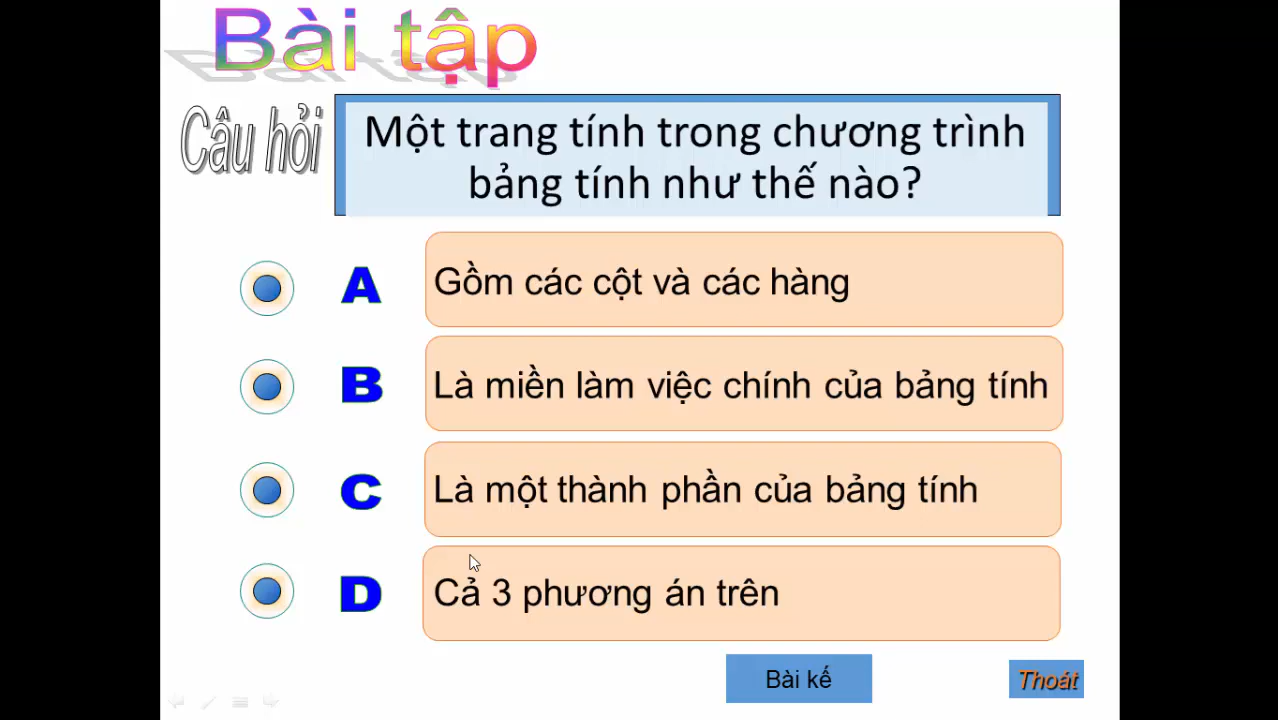 Bài tập
Câu hỏi
Một trang tính trong chương trình
bảng tính như thế nào?
A
Gồm các cột và các hàng
B
Là miền làm việc chính của bảng tính
C
Là một thành phần của bảng tính
D
Cả 3 phương án trên
Bài kế
Thoát